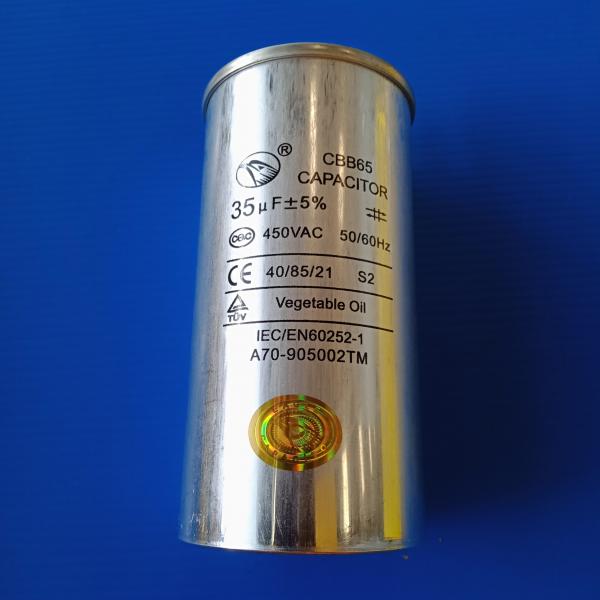 ®
CBB65
CAPACITOR
35μF±5%
CQC 450VAC 50/60Hz
CE 40/85/21 S2
TÜV Vegetable Oil
IEC/EN60252-1
A70-905002TM